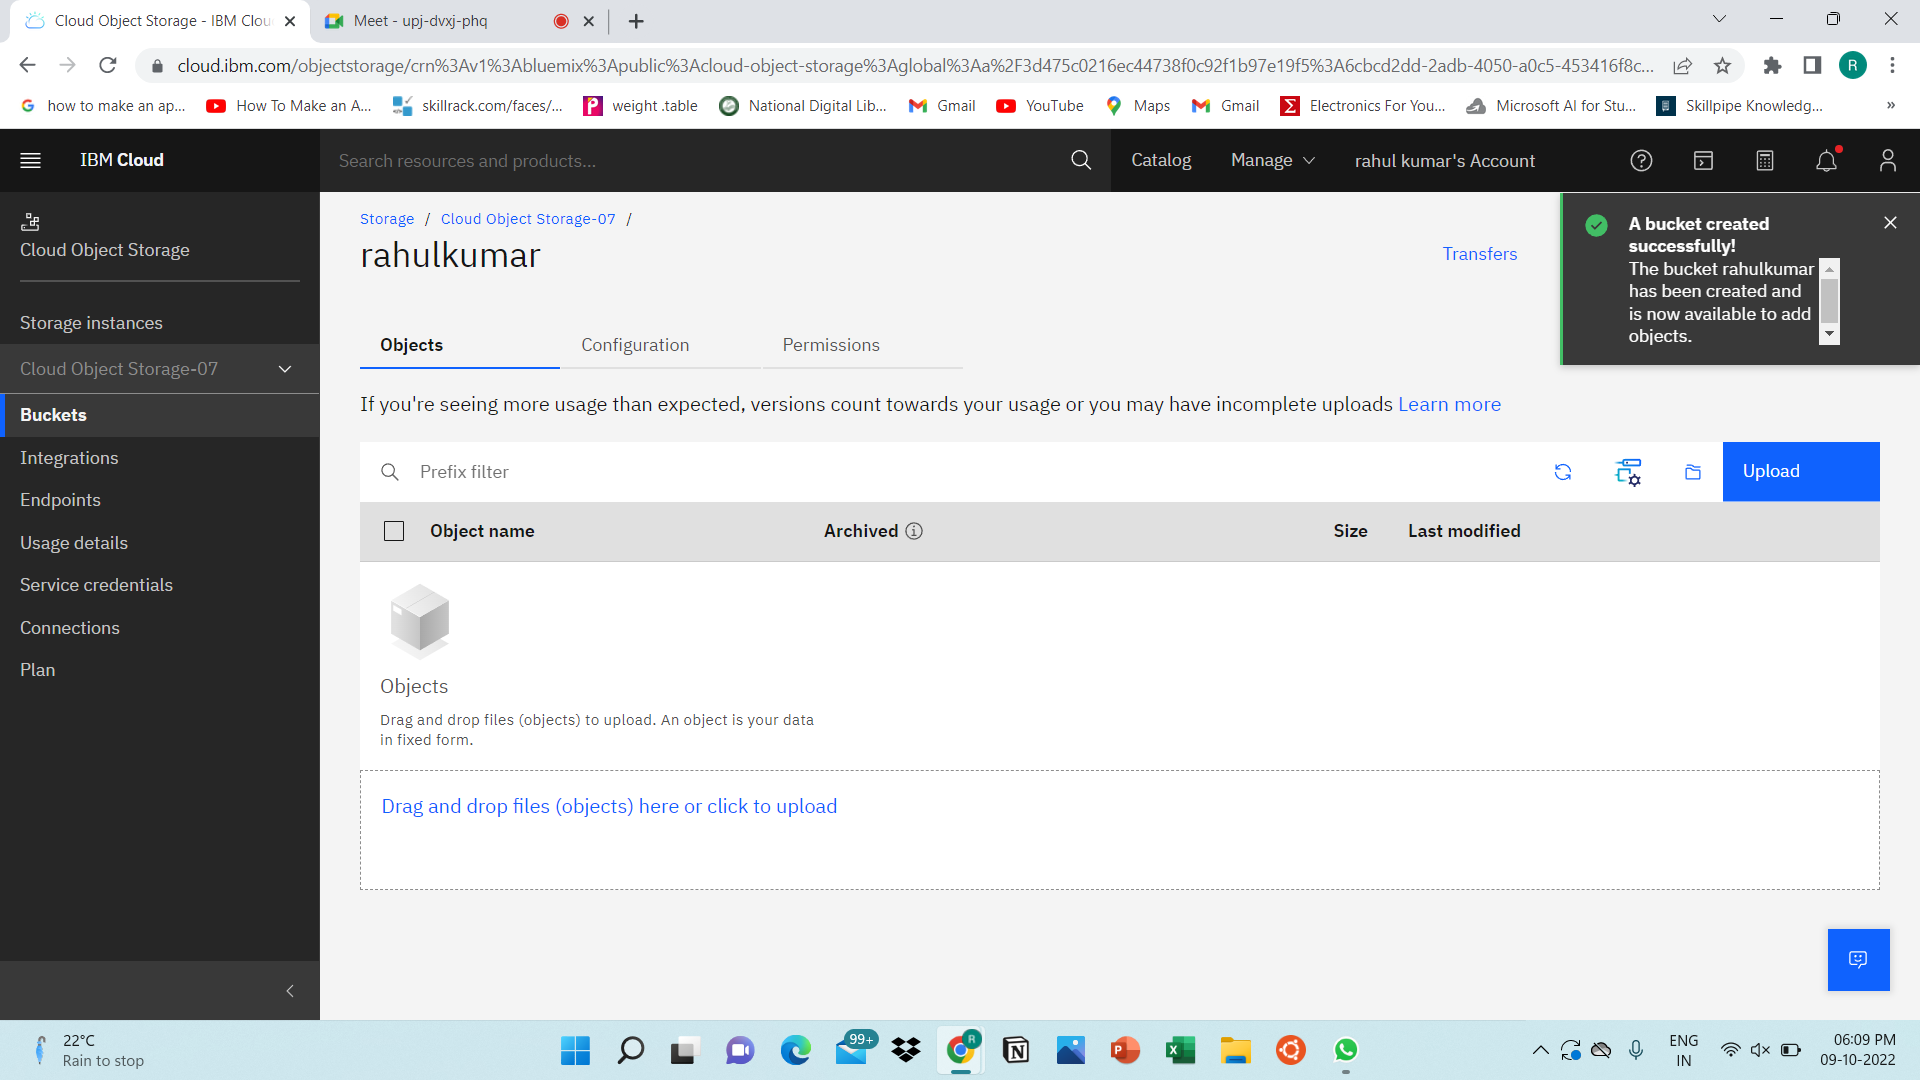 Cloud Object Storage - IBM Clou
Meet - upj-dvxj-phq
cloud.ibm.com/objectstorage/crn%3Av1%3Abluemix%3Apublic%3Acloud-object-storage%3Aglobal%3Aa%2F3d475c0216ec44738f0c92f1b97e19f5%3A6cbcd2dd-2adb-4050-a0c5-453416f8c...
R
how to make an ap...
How To Make an A...
skillrack.com/faces/...
weight .table
National Digital Lib...
Gmail
YouTube
Maps
Gmail
Electronics For You...
Microsoft AI for Stu...
Skillpipe Knowledg...
»
IBM Cloud
Search resources and products...
Catalog
Manage
rahul kumar's Account
Cloud Object Storage
Storage instances
Cloud Object Storage-07
Buckets
Integrations
Endpoints
Usage details
Service credentials
Connections
Plan
Storage / Cloud Object Storage-07 /
rahulkumar
Transfers
A bucket created
successfully!
The bucket rahulkumar
has been created and
is now available to add
objects.
Objects
Configuration
Permissions
If you're seeing more usage than expected, versions count towards your usage or you may have incomplete uploads Learn more
Prefix filter
Upload
Object name
Archived
Size
Last modified
Objects
Drag and drop files (objects) to upload. An object is your data
in fixed form.
Drag and drop files (objects) here or click to upload
22°C
Rain to stop
99+
R
ENG
IN
06:09 PM
09-10-2022